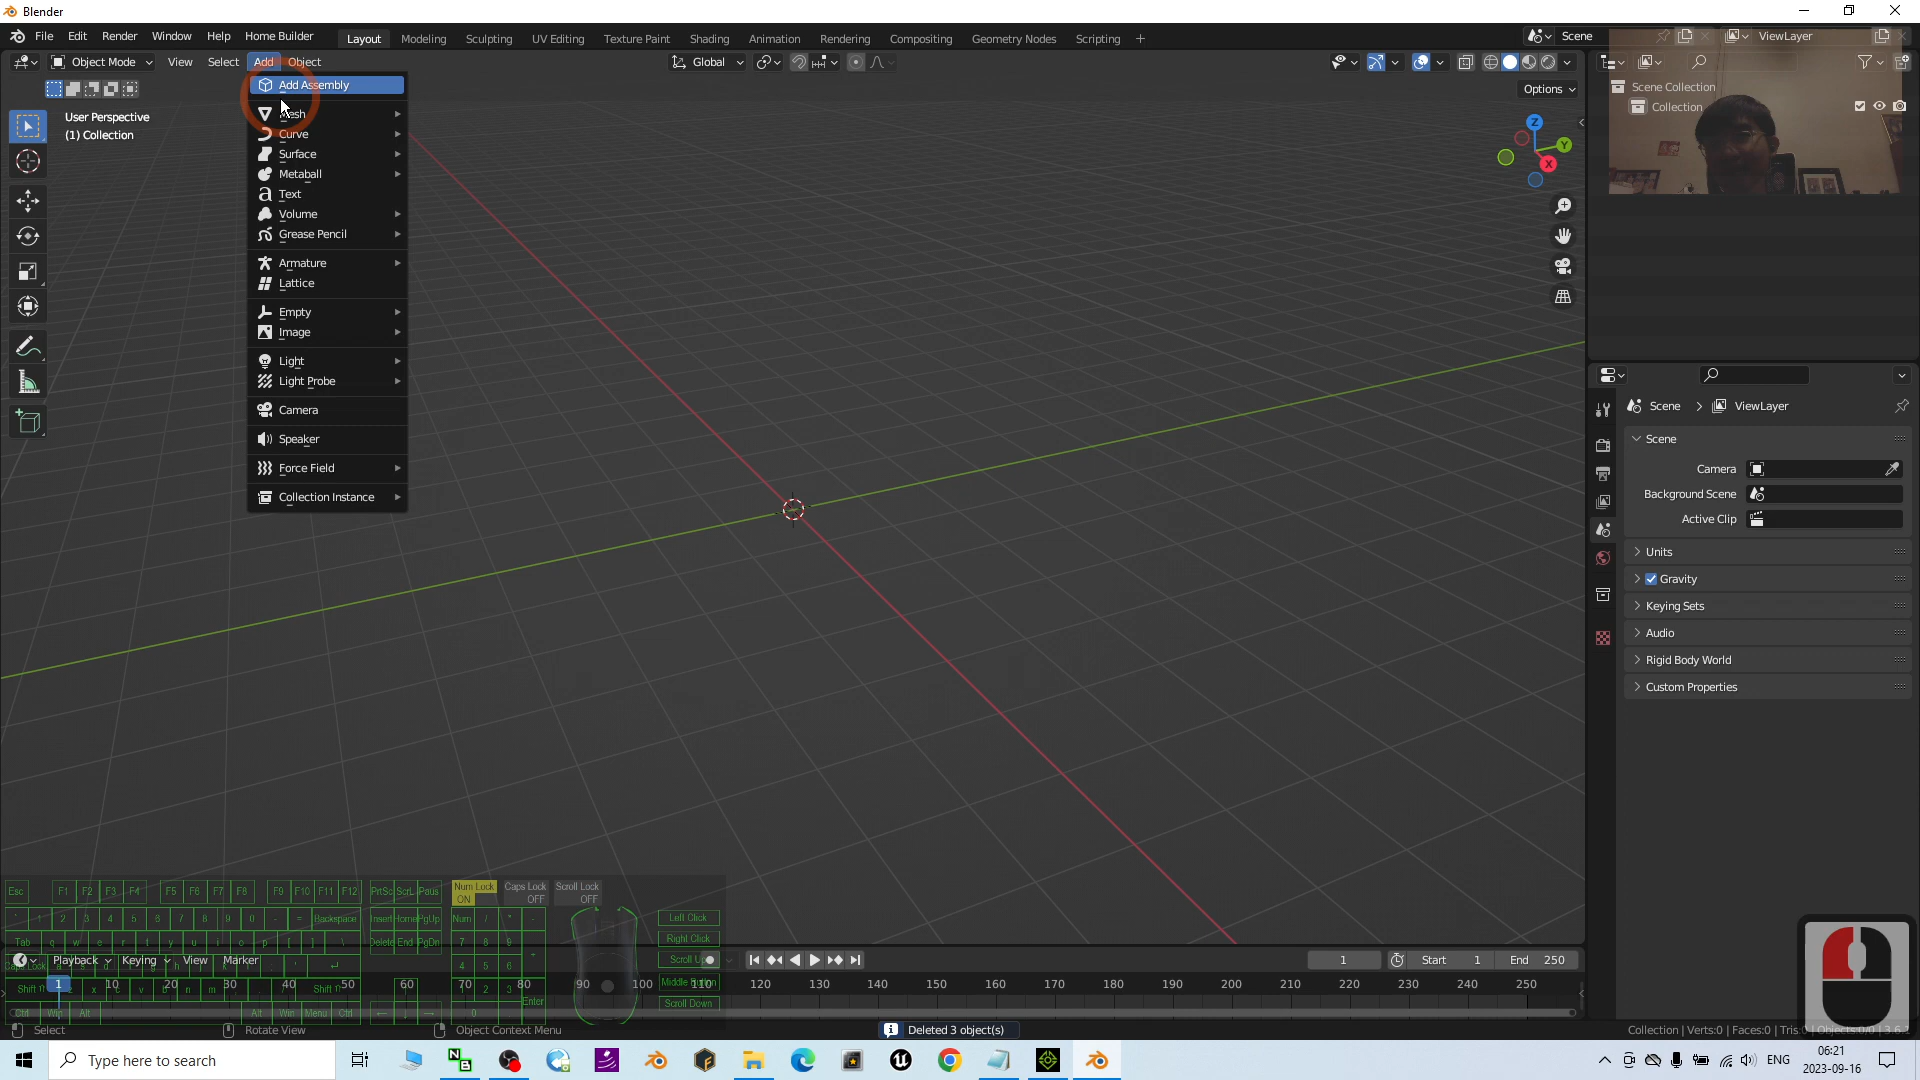 Blender
File Edit Render Window Help Home Builder
Layout Modeling Sculpting UV Editing Texture Paint Shading Animation Rendering Compositing Geometry Nodes Scripting +
Scene ViewLayer
Object Mode View Select Add Object
Global
Options
User Perspective
(1) Collection
Add Assembly
Mesh
Curve
Surface
Metaball
Text
Volume
Grease Pencil
Armature
Lattice
Empty
Image
Light
Light Probe
Camera
Speaker
Force Field
Collection Instance
Z
Y
X
Scene Collection
Collection
Scene > ViewLayer
Scene
Camera
Background Scene
Active Clip
Units
Gravity
Keying Sets
Audio
Rigid Body World
Custom Properties
Esc F1 F2 F3 F4 F5 F6 F7 F8 F9 F10 F11 F12 PrtSc ScrL Paus
Num Lock ON Caps Lock OFF Scroll Lock OFF
1 2 3 4 5 6 7 8 9 0 - = Backspace Insert Home PgUp Num / * -
Tab q w e r t y u i o p [ ] \ Delete End PgDn 7 8 9 +
Left Click
Right Click
Scroll Up
Middle Button
Scroll Down
Playback Keying View Marker
1 Start 1 End 250
1 10 20 30 40 50 60 70 80 90 100 110 120 130 140 150 160 170 180 190 200 210 220 230 240 250
Ctrl Win Alt Alt Win Menu Ctrl
Select Rotate View Object Context Menu
Deleted 3 object(s)
Collection | Verts:0 | Faces:0 | Tris:0 | Objects:0/0 | 3.6.
Type here to search
ENG
06:21
2023-09-16